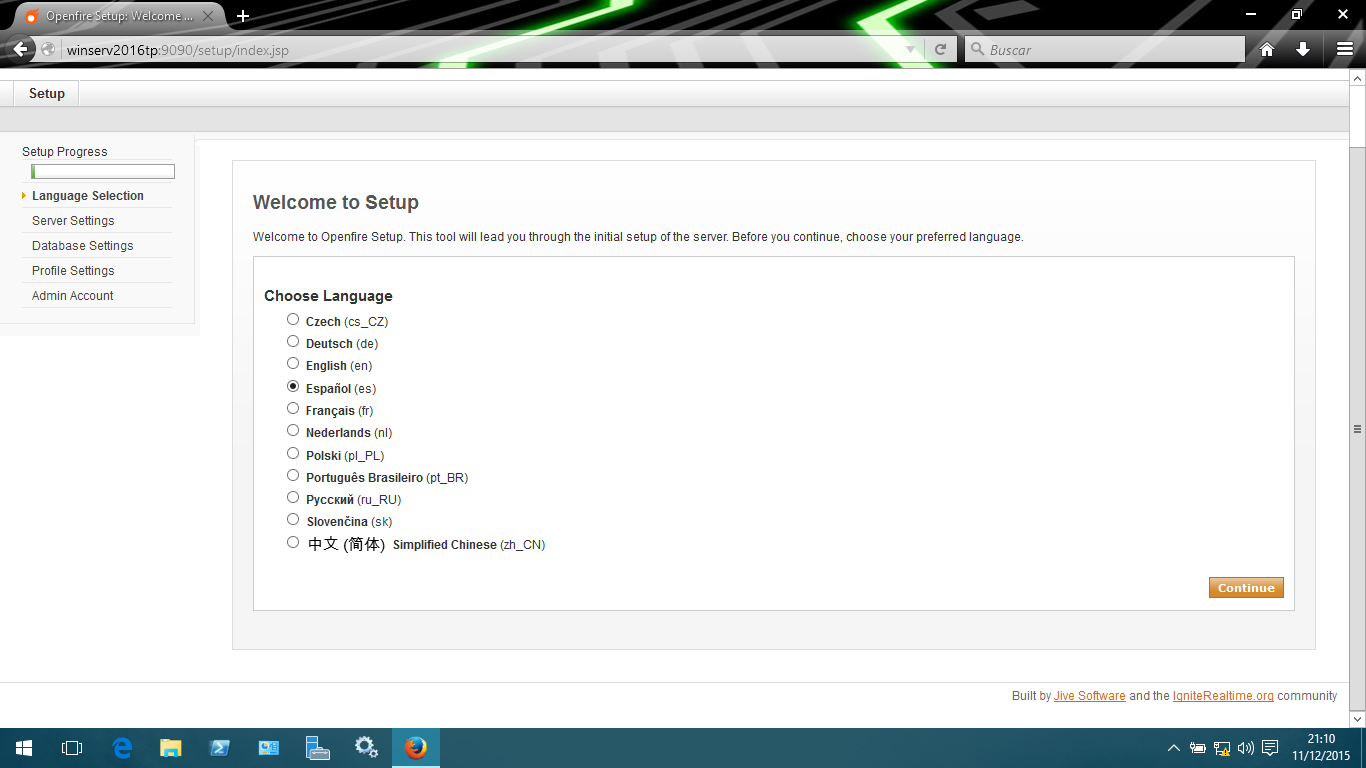 Openfire Setup: Welcome ...
winserv2016tp:9090/setup/index.jsp
Buscar
Setup
Setup Progress
Language Selection
Server Settings
Database Settings
Profile Settings
Admin Account
Welcome to Setup
Welcome to Openfire Setup. This tool will lead you through the initial setup of the server. Before you continue, choose your preferred language.
Choose Language
Czech (cs_CZ)
Deutsch (de)
English (en)
Español (es)
Français (fr)
Nederlands (nl)
Polski (pl_PL)
Português Brasileiro (pt_BR)
Русский (ru_RU)
Slovenčina (sk)
中文 (简体) Simplified Chinese (zh_CN)
Continue
Built by Jive Software and the IgniteRealtime.org community
21:10
11/12/2015